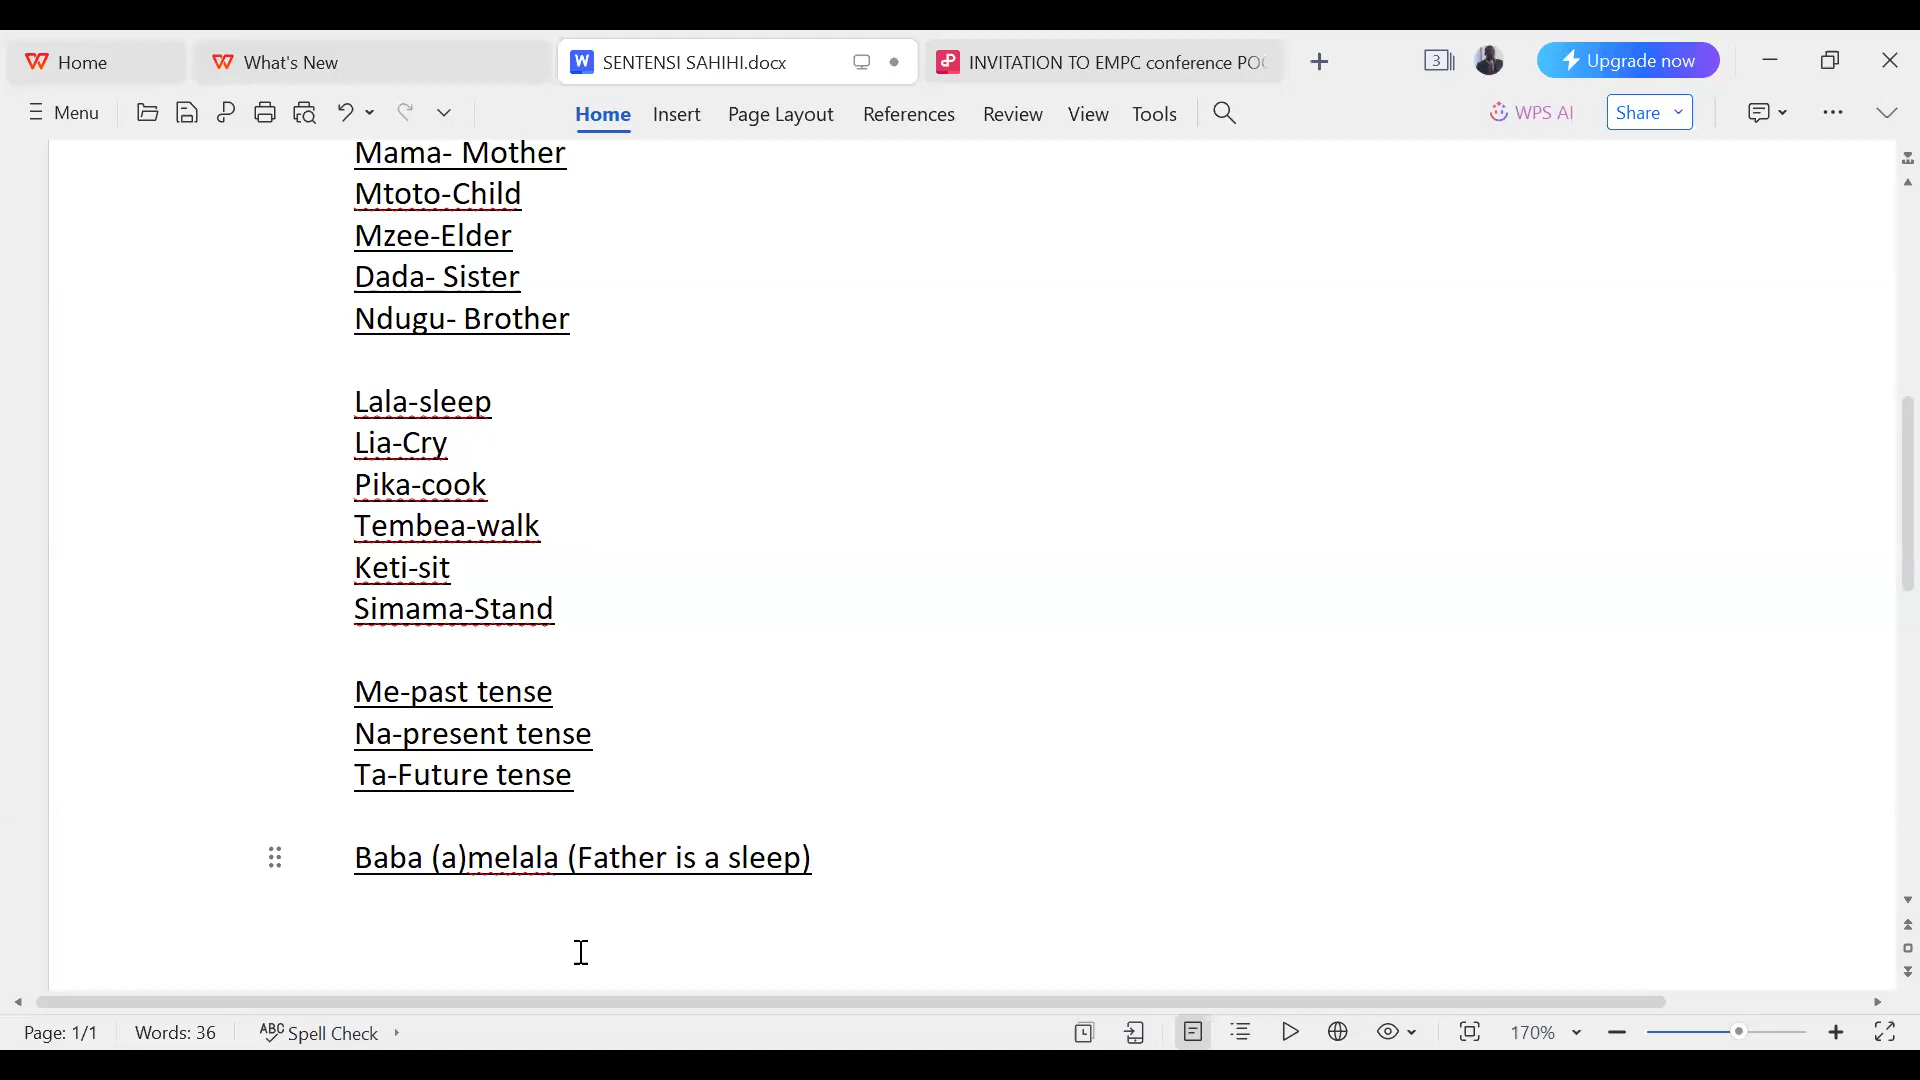 Home
What's New
SENTENSI SAHIHI.docx
INVITATION TO EMPC conference PO
3
Upgrade now
Menu
Home
Insert
Page Layout
References
Review
View
Tools
WPS AI
Share
Mama- Mother
Mtoto-Child
Mzee-Elder
Dada- Sister
Ndugu- Brother
Lala-sleep
Lia-Cry
Pika-cook
Tembea-walk
Keti-sit
Simama-Stand
Me-past tense
Na-present tense
Ta-Future tense
Baba (a)melala (Father is a sleep)
Page: 1/1
Words: 36
ABC Spell Check
170%